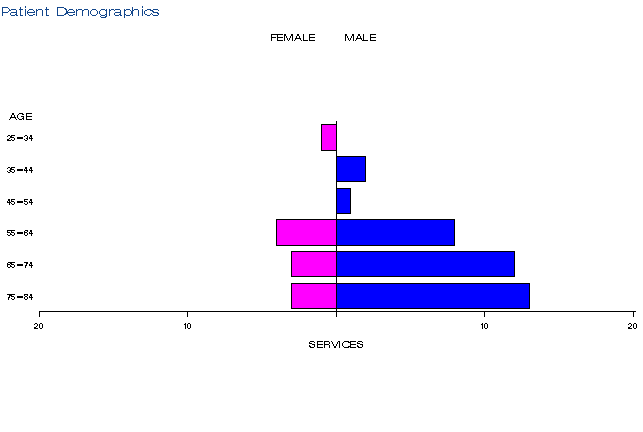 Patient Demographics
FEMALE MALE
AGE
25-34
35-44
45-54
55-64
65-74
75-84
20 10 10 20
SERVICES